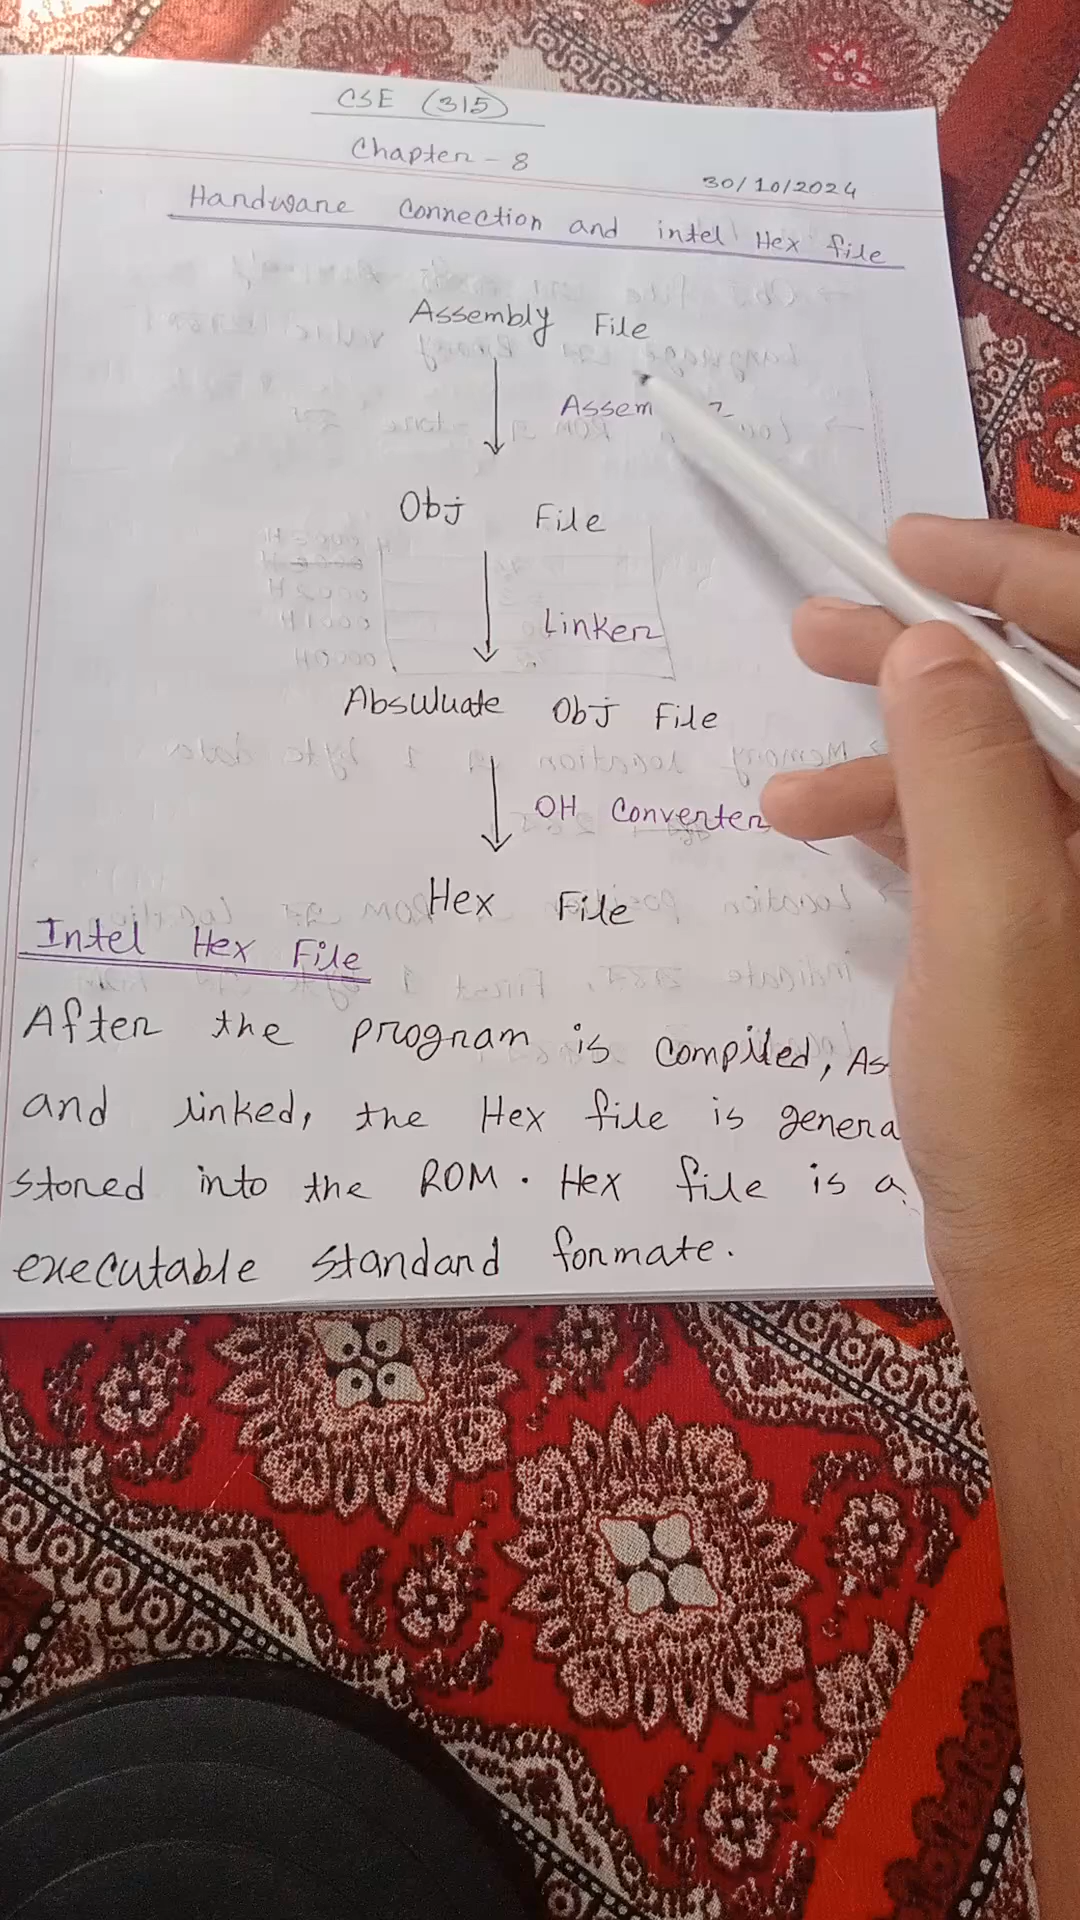 CSE (315)
Chapter - 8
30/10/2024
Hardware Connection and intel Hex file
Assembly File
Assem
Obj File
Linker
Abswluate Obj File
OH Converter
Hex File
Intel Hex File
After the program is compiled, As
and linked, the Hex file is genera
stored into the ROM. Hex file is a
executable standard formate.